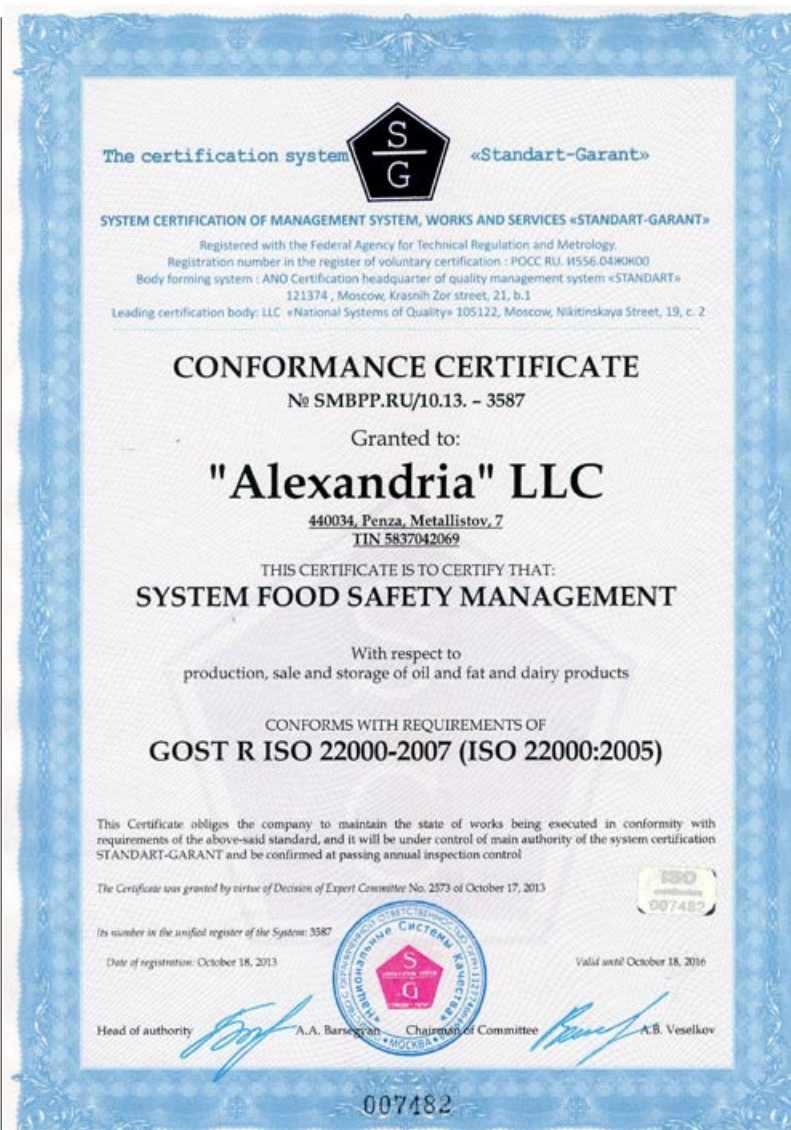 The certification system
S
G
«Standart-Garant»
SYSTEM CERTIFICATION OF MANAGEMENT SYSTEM, WORKS AND SERVICES «STANDART-GARANT»
Registered with the Federal Agency for Technical Regulation and Metrology.
Registration number in the register of voluntary certification : РОСС RU. И556.04ЖЖ00
Body forming system : ANO Certification headquarter of quality management system «STANDART»
121374 , Moscow, Krasnih Zor street, 21, b.1
Leading certification body: LLC «National Systems of Quality» 105122, Moscow, Nikitinskaya Street, 19, c. 2
CONFORMANCE CERTIFICATE
№ SMBPP.RU/10.13. – 3587
Granted to:
"Alexandria" LLC
440034, Penza, Metallistov, 7
TIN 5837042069
THIS CERTIFICATE IS TO CERTIFY THAT:
SYSTEM FOOD SAFETY MANAGEMENT
With respect to
production, sale and storage of oil and fat and dairy products
CONFORMS WITH REQUIREMENTS OF
GOST R ISO 22000-2007 (ISO 22000:2005)
This Certificate obliges the company to maintain the state of works being executed in conformity with
requirements of the above-said standard, and it will be under control of main authority of the system certification
STANDART-GARANT and be confirmed at passing annual inspection control
The Certificate was granted by virtue of Decision of Expert Committee No. 2573 of October 17, 2013
ISO
007482
Its number in the unified register of the System: 3587
Date of registration: October 18, 2013
Valid until October 18, 2016
«Национальные Системы Качества»
S
G
МОСКВА
Head of authority
A.A. Barsegyan
Chairman of Committee
A.B. Veselkov
007482